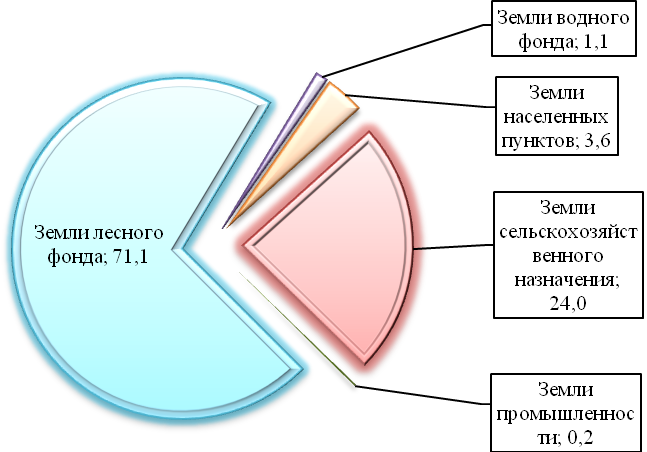 Земли водного
фонда; 1,1
Земли
населенных
пунктов; 3,6
Земли лесного
фонда; 71,1
Земли
сельскохозяйст
венного
назначения;
24,0
Земли
промышленнос
ти; 0,2